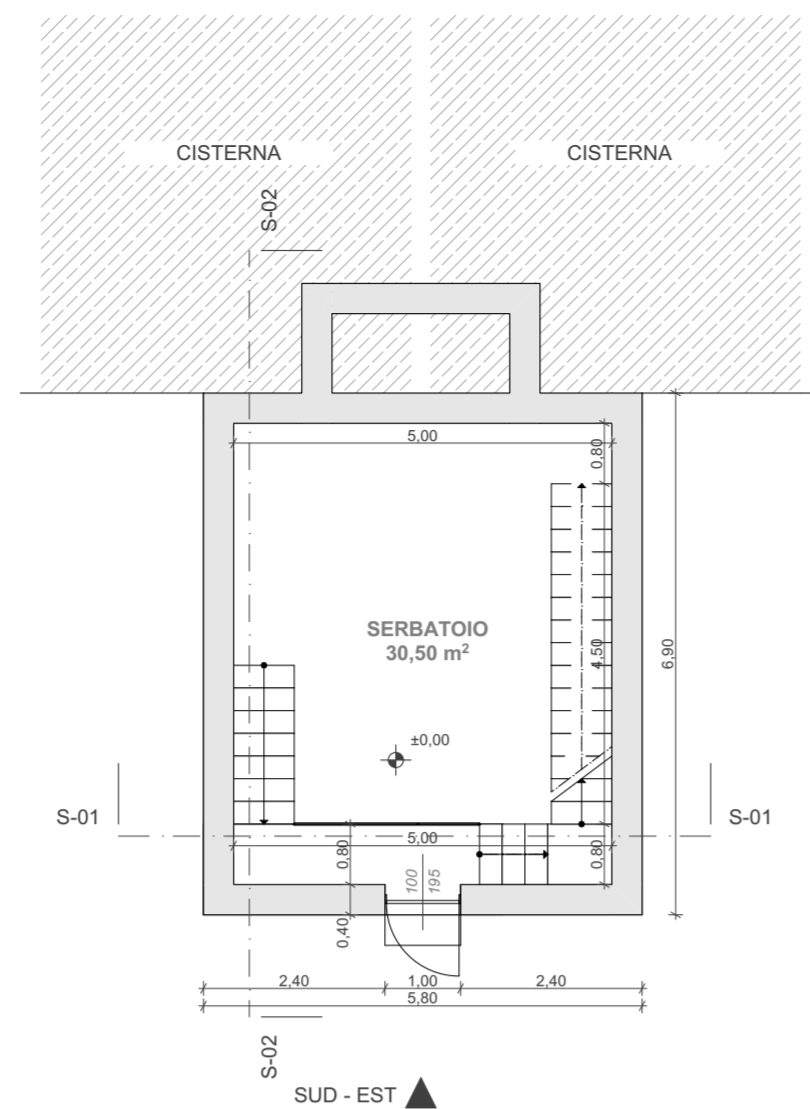 CISTERNA
CISTERNA
S-02
5,00
0,80
SERBATOIO
30,50 m²
4,50
6,90
±0,00
S-01
S-01
5,00
0,80
0,80
100
195
0,40
2,40
1,00
2,40
5,80
S-02
SUD - EST